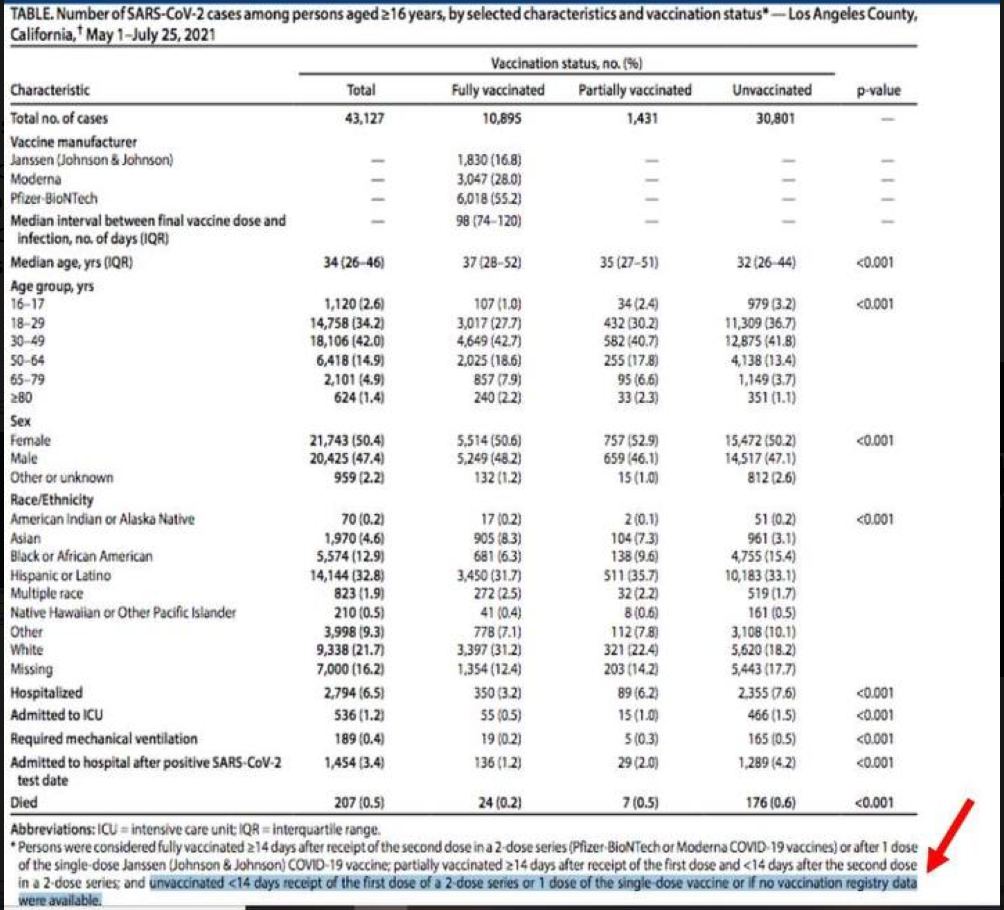 TABLE. Number of SARS-CoV-2 cases among persons aged ≥16 years, by selected characteristics and vaccination status* — Los Angeles County,
California,† May 1–July 25, 2021
Vaccination status, no. (%)
Characteristic Total Fully vaccinated Partially vaccinated Unvaccinated p-value
Total no. of cases 43,127 10,895 1,431 30,801 —
Vaccine manufacturer
Janssen (Johnson & Johnson) — 1,830 (16.8) — — —
Moderna — 3,047 (28.0) — — —
Pfizer-BioNTech — 6,018 (55.2) — — —
Median interval between final vaccine dose and — 98 (74–120) — — —
infection, no. of days (IQR)
Median age, yrs (IQR) 34 (26–46) 37 (28–52) 35 (27–51) 32 (26–44) <0.001
Age group, yrs
16–17 1,120 (2.6) 107 (1.0) 34 (2.4) 979 (3.2) <0.001
18–29 14,758 (34.2) 3,017 (27.7) 432 (30.2) 11,309 (36.7)
30–49 18,106 (42.0) 4,649 (42.7) 582 (40.7) 12,875 (41.8)
50–64 6,418 (14.9) 2,025 (18.6) 255 (17.8) 4,138 (13.4)
65–79 2,101 (4.9) 857 (7.9) 95 (6.6) 1,149 (3.7)
≥80 624 (1.4) 240 (2.2) 33 (2.3) 351 (1.1)
Sex
Female 21,743 (50.4) 5,514 (50.6) 757 (52.9) 15,472 (50.2) <0.001
Male 20,425 (47.4) 5,249 (48.2) 659 (46.1) 14,517 (47.1)
Other or unknown 959 (2.2) 132 (1.2) 15 (1.0) 812 (2.6)
Race/Ethnicity
American Indian or Alaska Native 70 (0.2) 17 (0.2) 2 (0.1) 51 (0.2) <0.001
Asian 1,970 (4.6) 905 (8.3) 104 (7.3) 961 (3.1)
Black or African American 5,574 (12.9) 681 (6.3) 138 (9.6) 4,755 (15.4)
Hispanic or Latino 14,144 (32.8) 3,450 (31.7) 511 (35.7) 10,183 (33.1)
Multiple race 823 (1.9) 272 (2.5) 32 (2.2) 519 (1.7)
Native Hawaiian or Other Pacific Islander 210 (0.5) 41 (0.4) 8 (0.6) 161 (0.5)
Other 3,998 (9.3) 778 (7.1) 112 (7.8) 3,108 (10.1)
White 9,338 (21.7) 3,397 (31.2) 321 (22.4) 5,620 (18.2)
Missing 7,000 (16.2) 1,354 (12.4) 203 (14.2) 5,443 (17.7)
Hospitalized 2,794 (6.5) 350 (3.2) 89 (6.2) 2,355 (7.6) <0.001
Admitted to ICU 536 (1.2) 55 (0.5) 15 (1.0) 466 (1.5) <0.001
Required mechanical ventilation 189 (0.4) 19 (0.2) 5 (0.3) 165 (0.5) <0.001
Admitted to hospital after positive SARS-CoV-2 1,454 (3.4) 136 (1.2) 29 (2.0) 1,289 (4.2) <0.001
test date
Died 207 (0.5) 24 (0.2) 7 (0.5) 176 (0.6) <0.001
Abbreviations: ICU = intensive care unit; IQR = interquartile range.
* Persons were considered fully vaccinated ≥14 days after receipt of the second dose in a 2-dose series (Pfizer-BioNTech or Moderna COVID-19 vaccines) or after 1 dose
of the single-dose Janssen (Johnson & Johnson) COVID-19 vaccine; partially vaccinated ≥14 days after receipt of the first dose and <14 days after the second dose
in a 2-dose series; and unvaccinated <14 days receipt of the first dose of a 2-dose series or 1 dose of the single-dose vaccine or if no vaccination registry data
were available.